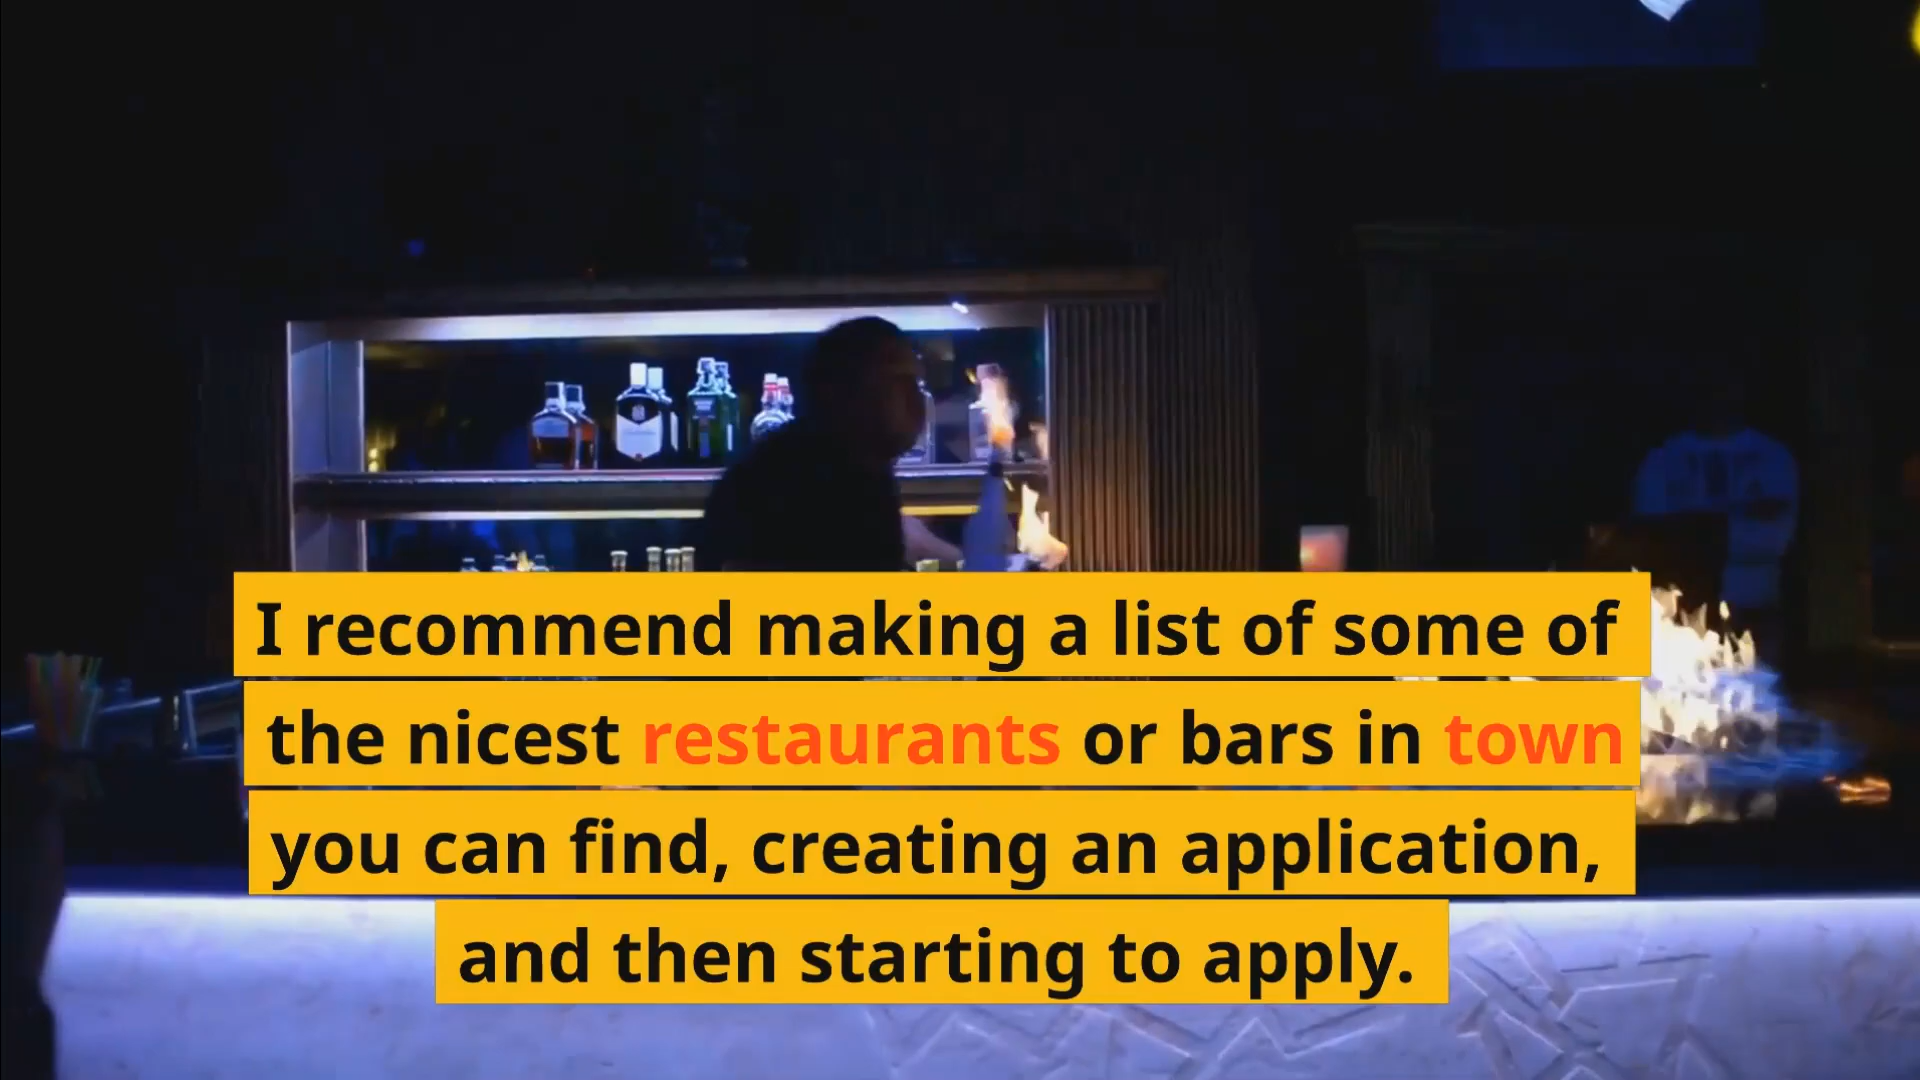 I recommend making a list of some of
the nicest restaurants or bars in town
you can find, creating an application,
and then starting to apply.